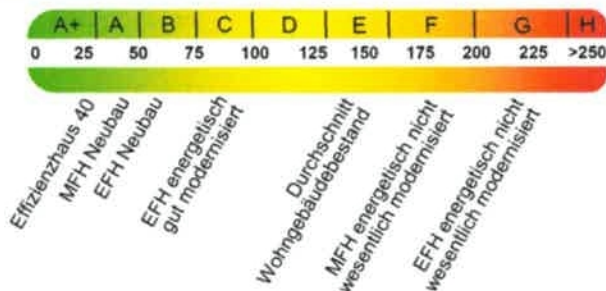 A+ A B C D E F G H
0 25 50 75 100 125 150 175 200 225 >250
Effizienzhaus 40
MFH Neubau
EFH Neubau
EFH energetisch
gut modernisiert
Durchschnitt
Wohngebäudebestand
MFH energetisch nicht
wesentlich modernisiert
EFH energetisch nicht
wesentlich modernisiert